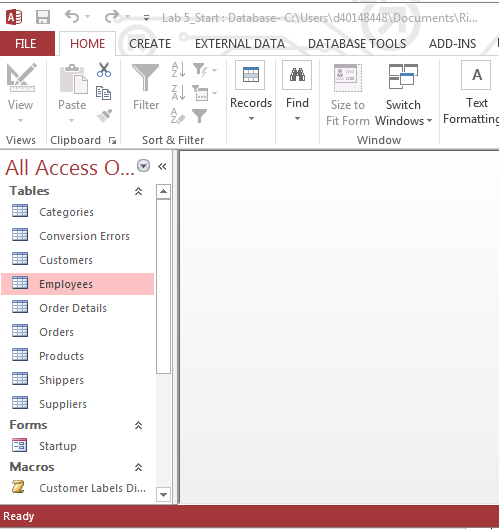 Lab 5_Start : Database- C:\Users\d40148448\Documents\Ri...
FILE HOME CREATE EXTERNAL DATA DATABASE TOOLS ADD-INS
View Paste Filter A Z Z A A Records Find Size to Fit Form Switch Windows A Text Formatting
Views Clipboard Sort & Filter Window
All Access O... «
Tables
Categories
Conversion Errors
Customers
Employees
Order Details
Orders
Products
Shippers
Suppliers
Forms
Startup
Macros
Customer Labels Di...
Ready